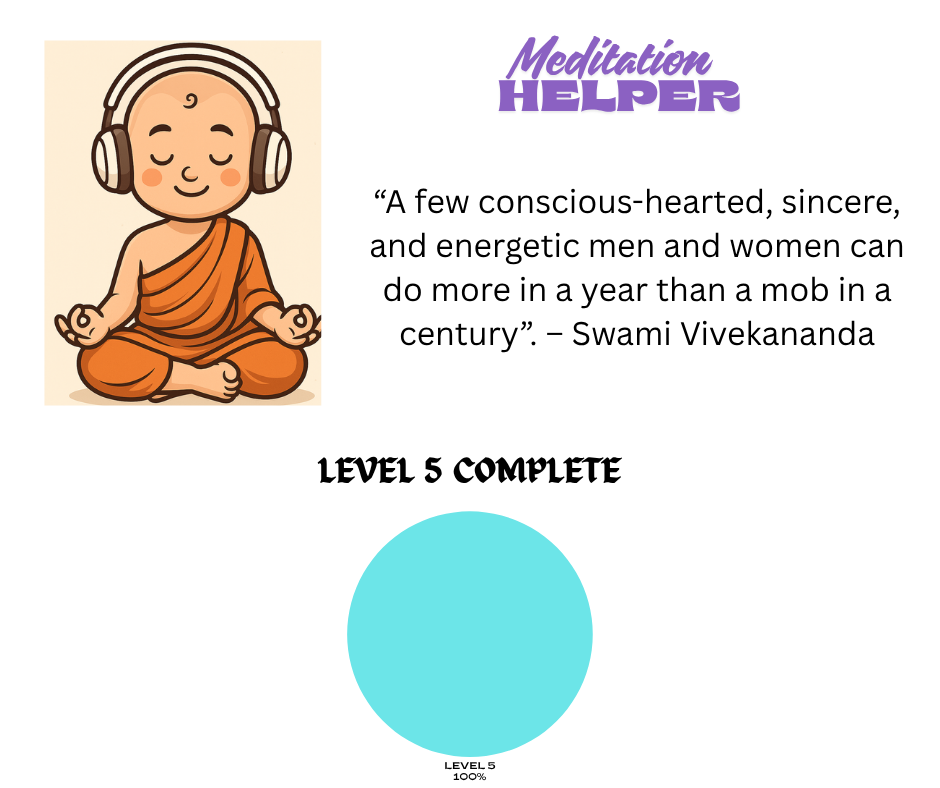 Meditation
HELPER
“A few conscious-hearted, sincere,
and energetic men and women can
do more in a year than a mob in a
century”. – Swami Vivekananda
LEVEL 5 COMPLETE
LEVEL 5
100%